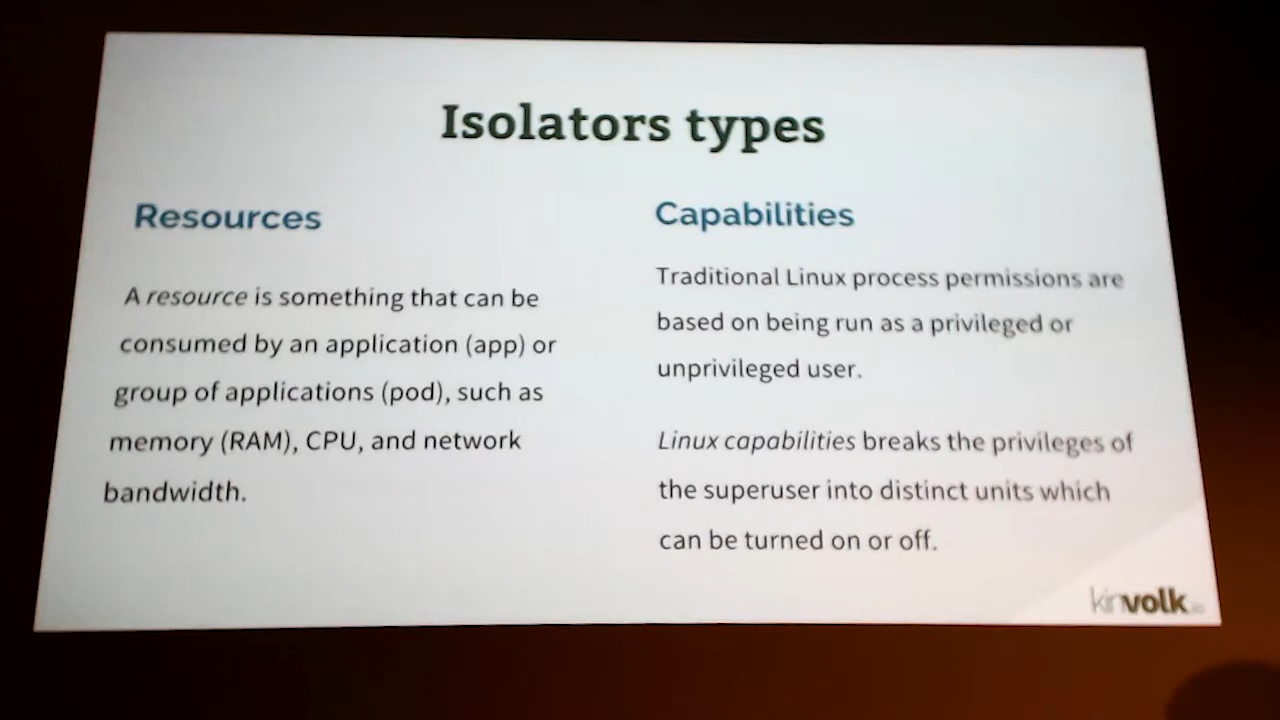 Isolators types
Resources
A resource is something that can be
consumed by an application (app) or
group of applications (pod), such as
memory (RAM), CPU, and network
bandwidth.
Capabilities
Traditional Linux process permissions are
based on being run as a privileged or
unprivileged user.
Linux capabilities breaks the privileges of
the superuser into distinct units which
can be turned on or off.
kinvolk